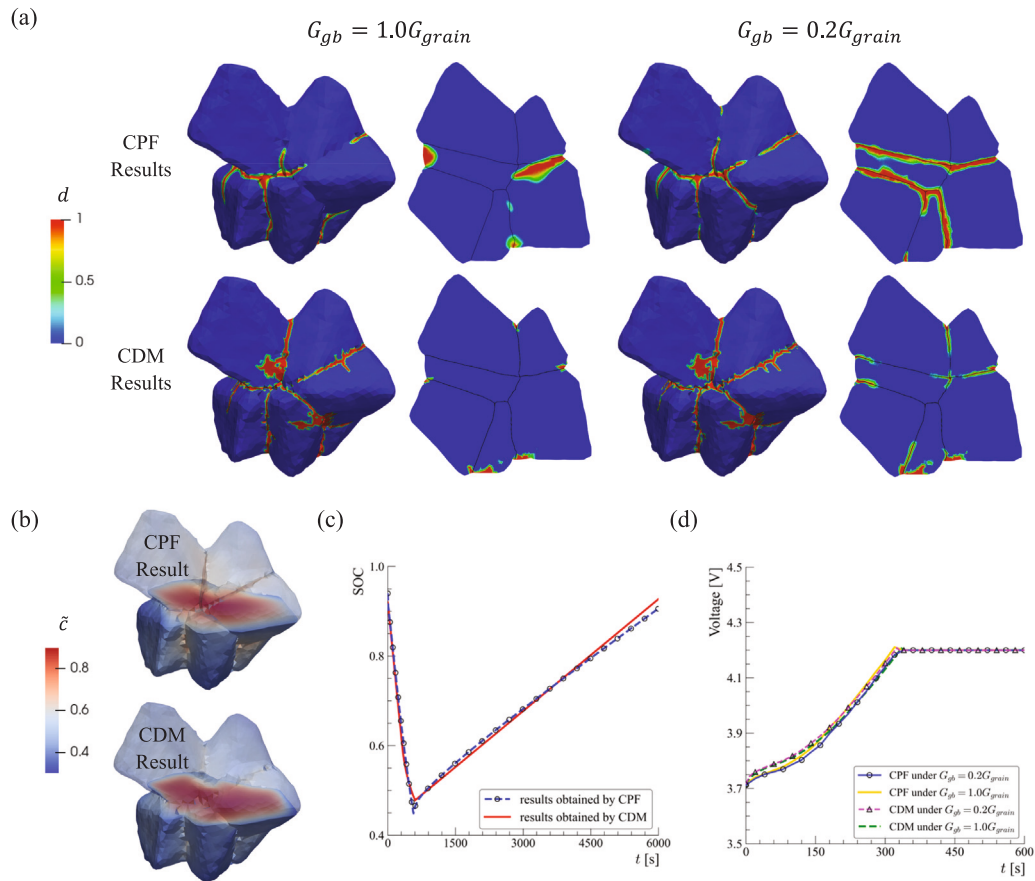 (a)
G_gb = 1.0G_grain
G_gb = 0.2G_grain
CPF
Results
d
1
0.5
0
CDM
Results
(b)
CPF
Result
c̃
0.8
0.6
0.4
CDM
Result
(c)
SOC
1.0
0.8
0.6
0.4
0
1500
3000
4500
6000
t [s]
results obtained by CPF
results obtained by CDM
(d)
Voltage [V]
4.5
4.3
4.1
3.9
3.7
3.5
0
150
300
450
600
t [s]
CPF under G_gb = 0.2G_grain
CPF under G_gb = 1.0G_grain
CDM under G_gb = 0.2G_grain
CDM under G_gb = 1.0G_grain